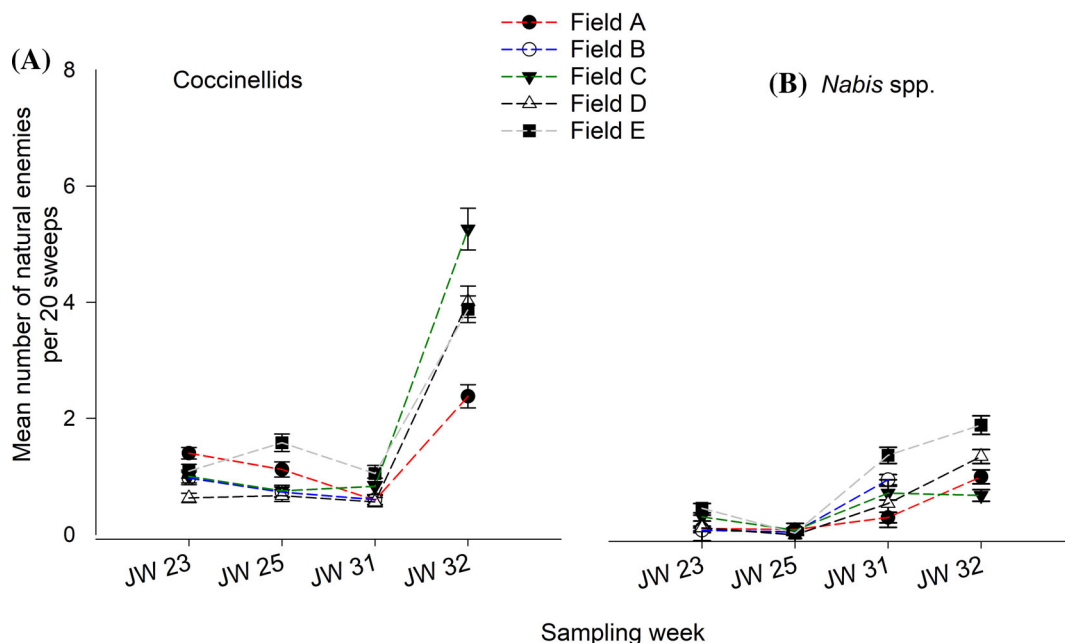 Field A
Field B
Field C
Field D
Field E
(A)
Coccinellids
(B) Nabis spp.
Mean number of natural enemies
per 20 sweeps
8
6
4
2
0
JW 23
JW 25
JW 31
JW 32
JW 23
JW 25
JW 31
JW 32
Sampling week